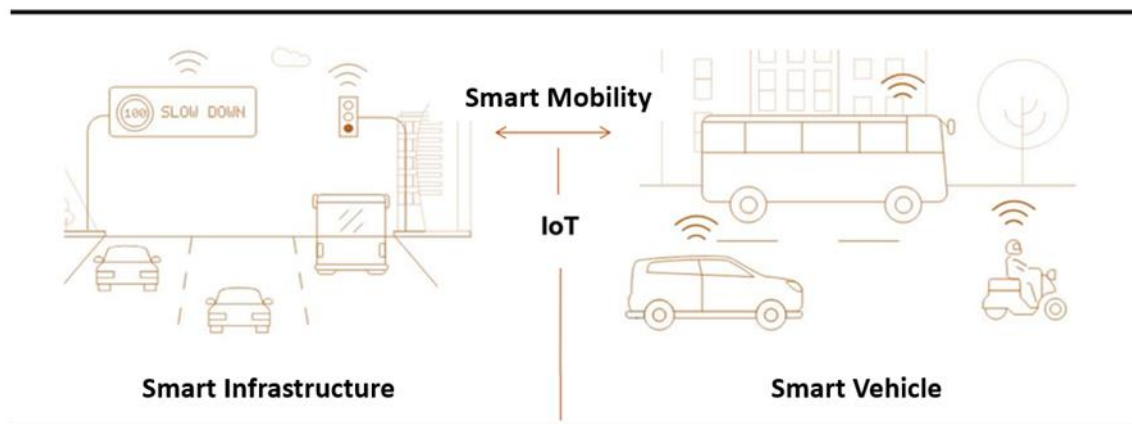 100 SLOW DOWN
Smart Mobility
IoT
Smart Infrastructure
Smart Vehicle